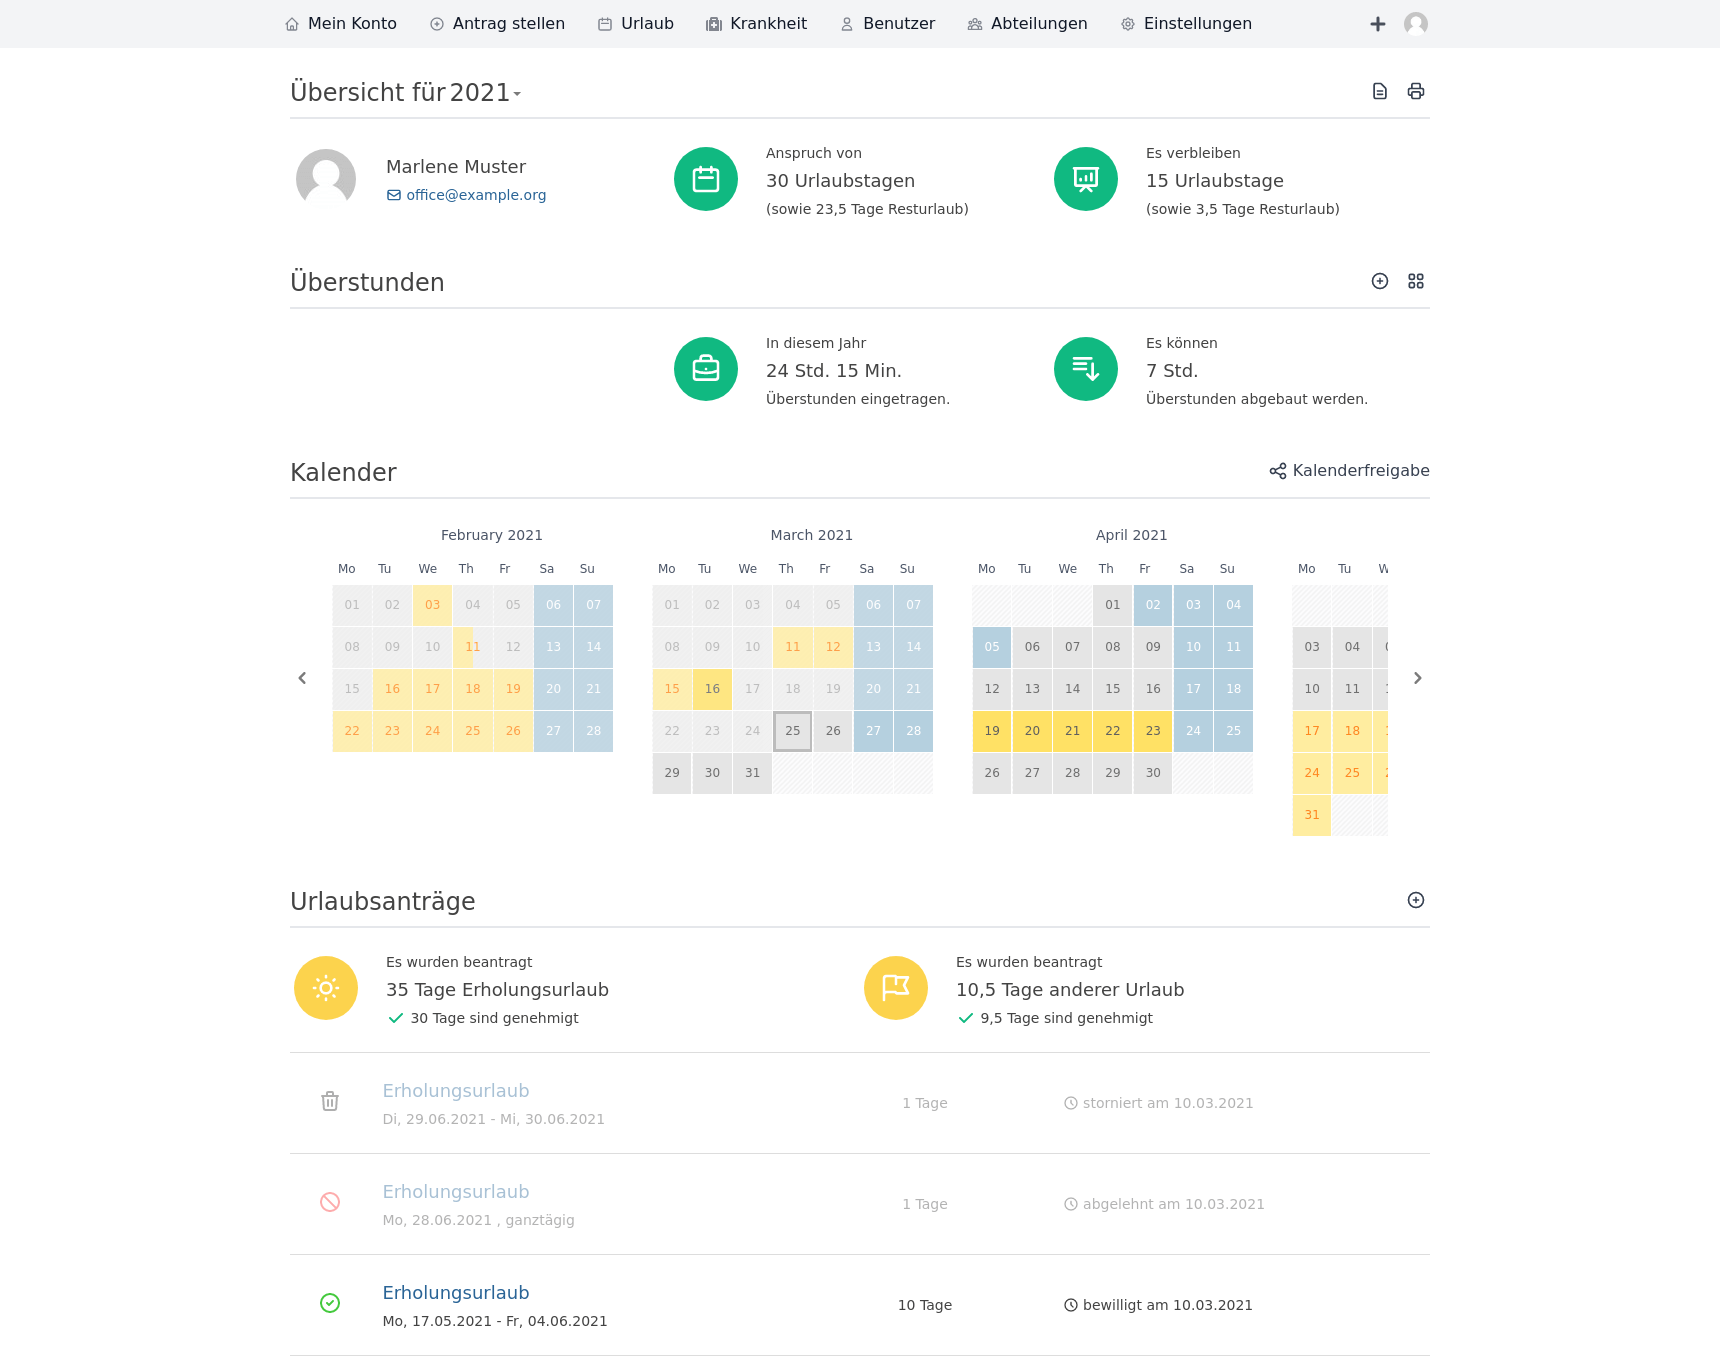 Mein Konto Antrag stellen Urlaub Krankheit Benutzer Abteilungen Einstellungen
Übersicht für 2021
Marlene Muster
office@example.org
Anspruch von
30 Urlaubstagen
(sowie 23,5 Tage Resturlaub)
Es verbleiben
15 Urlaubstage
(sowie 3,5 Tage Resturlaub)
Überstunden
In diesem Jahr
24 Std. 15 Min.
Überstunden eingetragen.
Es können
7 Std.
Überstunden abgebaut werden.
Kalender
Kalenderfreigabe
February 2021
Mo Tu We Th Fr Sa Su
01 02 03 04 05 06 07
08 09 10 11 12 13 14
15 16 17 18 19 20 21
22 23 24 25 26 27 28
March 2021
Mo Tu We Th Fr Sa Su
01 02 03 04 05 06 07
08 09 10 11 12 13 14
15 16 17 18 19 20 21
22 23 24 25 26 27 28
29 30 31
April 2021
Mo Tu We Th Fr Sa Su
01 02 03 04
05 06 07 08 09 10 11
12 13 14 15 16 17 18
19 20 21 22 23 24 25
26 27 28 29 30
Mo Tu
03 04
10 11
17 18
24 25
31
Urlaubsanträge
Es wurden beantragt
35 Tage Erholungsurlaub
30 Tage sind genehmigt
Es wurden beantragt
10,5 Tage anderer Urlaub
9,5 Tage sind genehmigt
Erholungsurlaub
Di, 29.06.2021 - Mi, 30.06.2021
1 Tage
storniert am 10.03.2021
Erholungsurlaub
Mo, 28.06.2021 , ganztägig
1 Tage
abgelehnt am 10.03.2021
Erholungsurlaub
Mo, 17.05.2021 - Fr, 04.06.2021
10 Tage
bewilligt am 10.03.2021